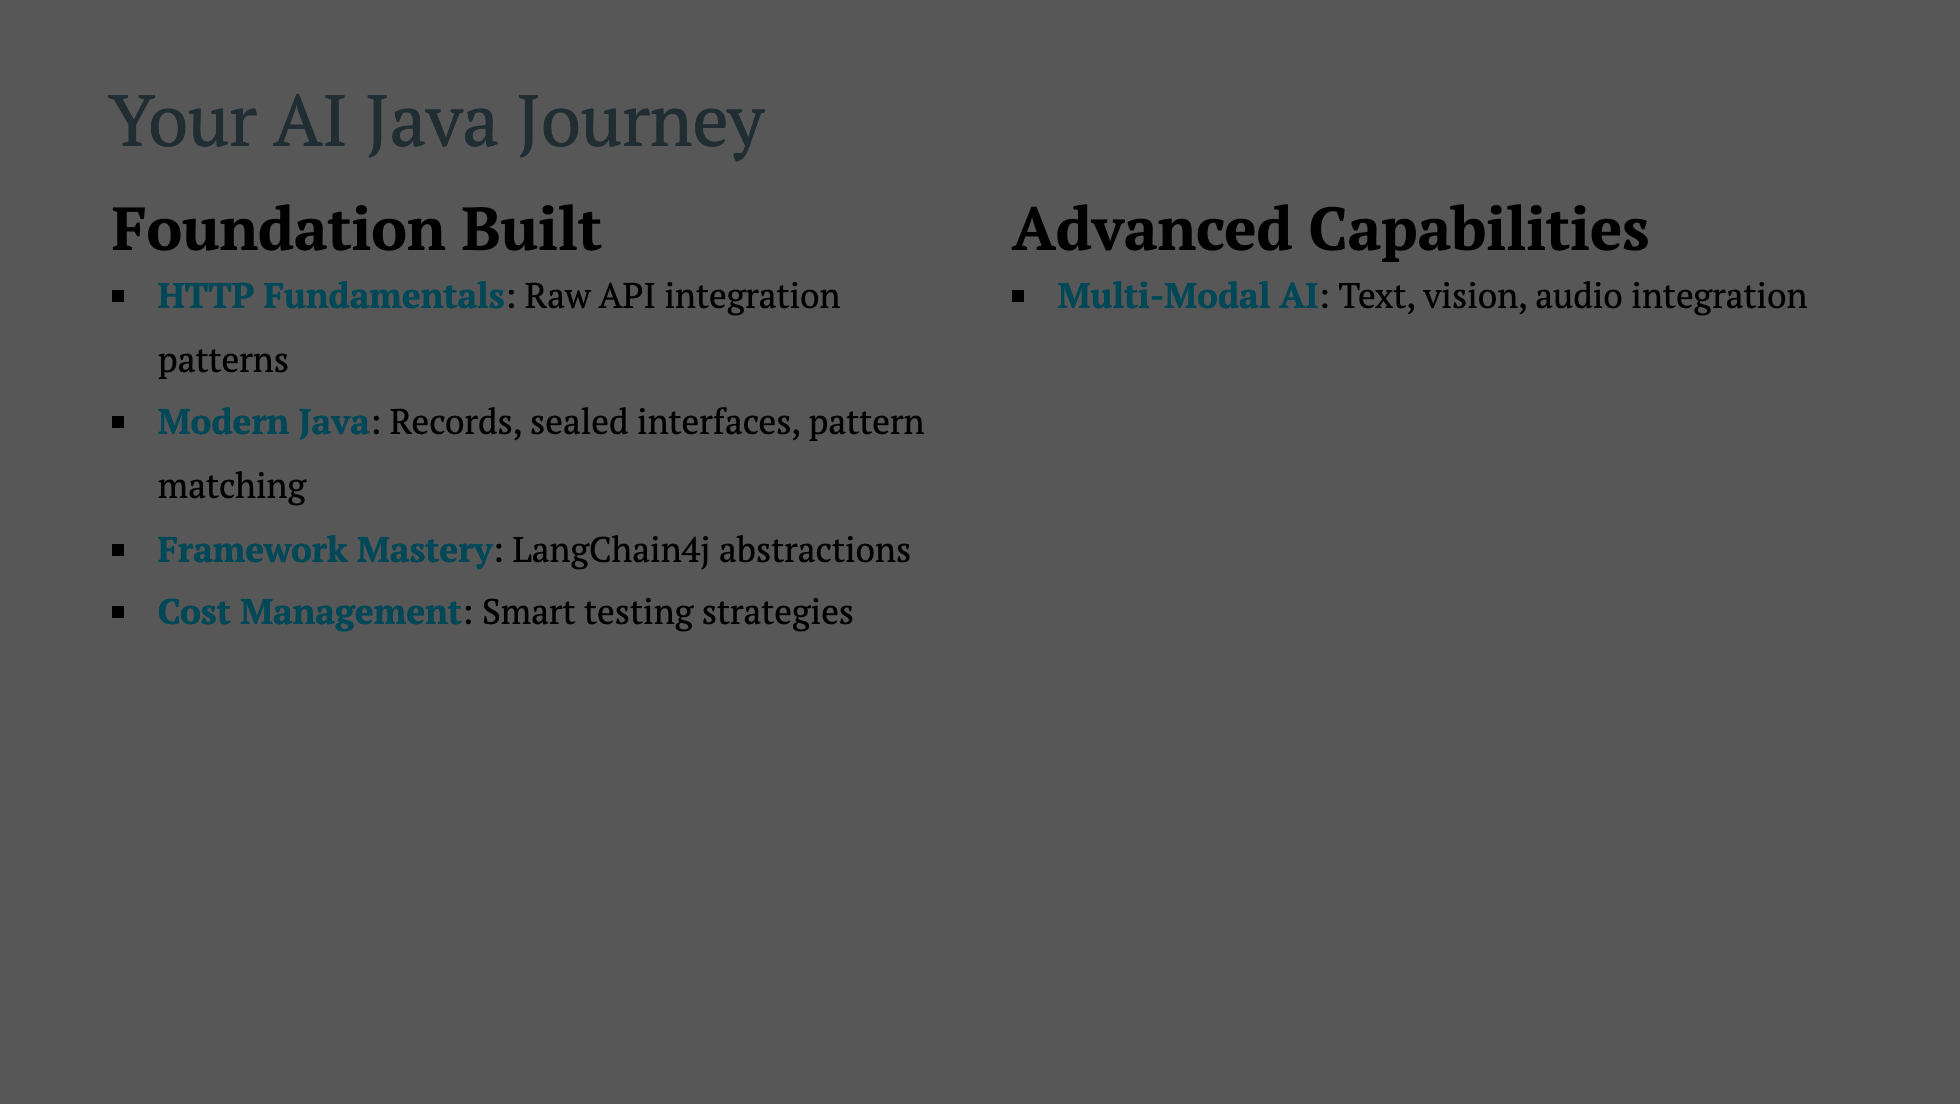 Your AI Java Journey
Foundation Built
HTTP Fundamentals: Raw API integration
patterns
Modern Java: Records, sealed interfaces, pattern
matching
Framework Mastery: LangChain4j abstractions
Cost Management: Smart testing strategies
Advanced Capabilities
Multi-Modal AI: Text, vision, audio integration